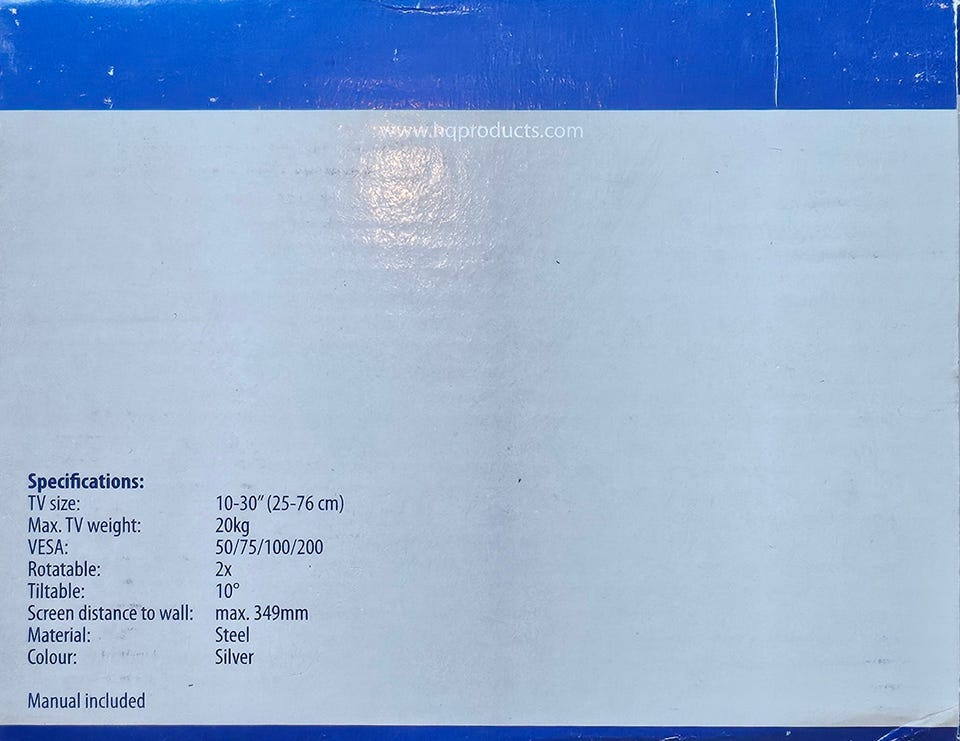 www.hqproducts.com
Specifications:
TV size: 10-30” (25-76 cm)
Max. TV weight: 20kg
VESA: 50/75/100/200
Rotatable: 2x
Tiltable: 10°
Screen distance to wall: max. 349mm
Material: Steel
Colour: Silver
Manual included